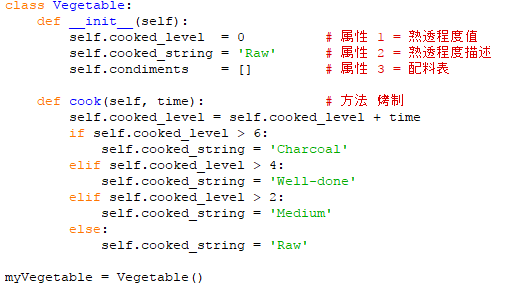 class Vegetable:
    def __init__(self):
        self.cooked_level  = 0          # 属性 1 = 熟透程度值
        self.cooked_string = 'Raw'      # 属性 2 = 熟透程度描述
        self.condiments    = []         # 属性 3 = 配料表
    def cook(self, time):               # 方法 烤制
        self.cooked_level = self.cooked_level + time
        if self.cooked_level > 6:
            self.cooked_string = 'Charcoal'
        elif self.cooked_level > 4:
            self.cooked_string = 'Well-done'
        elif self.cooked_level > 2:
            self.cooked_string = 'Medium'
        else:
            self.cooked_string = 'Raw'
myVegetable = Vegetable()